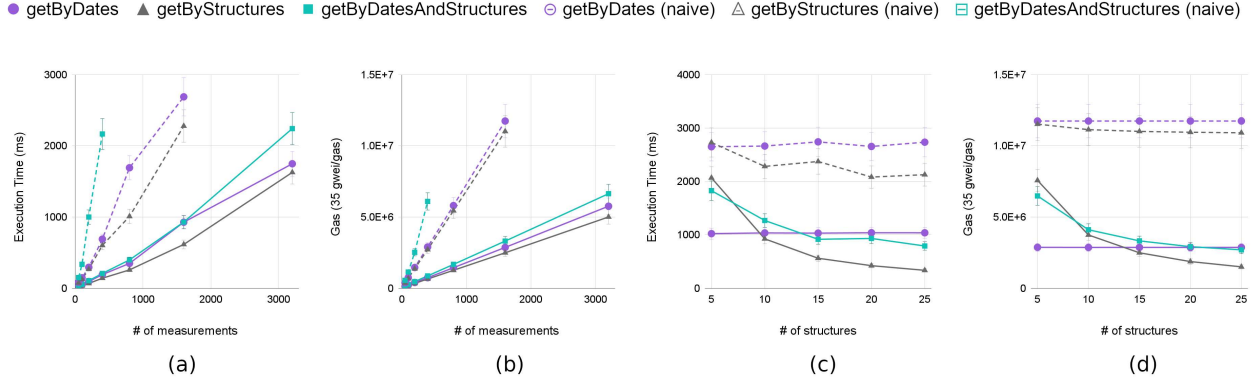 getByDates getByStructures getByDatesAndStructures getByDates (naive) getByStructures (naive) getByDatesAndStructures (naive)
Execution Time (ms)
3000
2000
1000
0
0 1000 2000 3000
# of measurements
(a)
Gas (35 gwei/gas)
1.5E+7
1.0E+7
5.0E+6
0
0 1000 2000 3000
# of measurements
(b)
Execution Time (ms)
4000
3000
2000
1000
0
5 10 15 20 25
# of structures
(c)
Gas (35 gwei/gas)
1.5E+7
1.0E+7
5.0E+6
0
5 10 15 20 25
# of structures
(d)